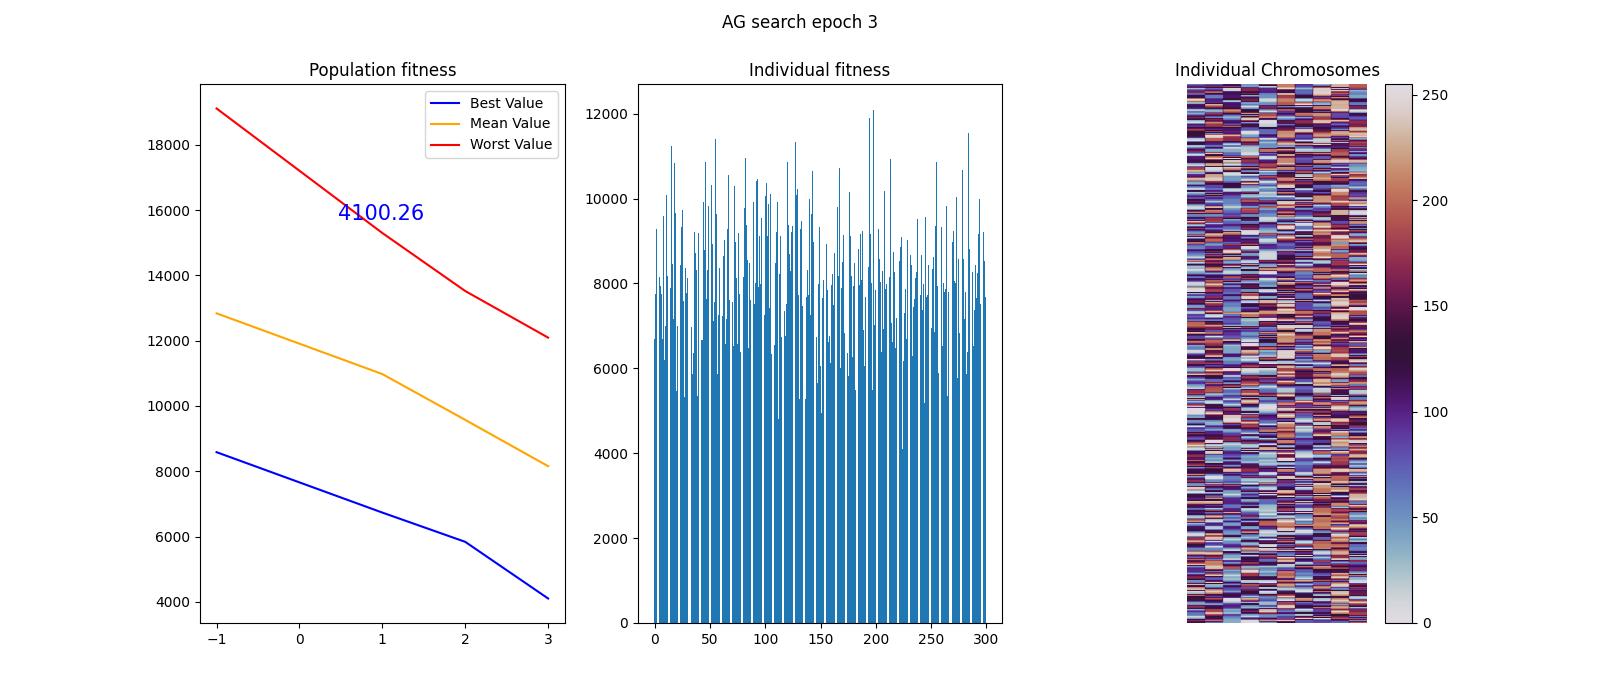 AG search epoch 3
Population fitness
Best Value
Mean Value
Worst Value
4100.26
18000
16000
14000
12000
10000
8000
6000
4000
−1 0 1 2 3
Individual fitness
12000
10000
8000
6000
4000
2000
0
0 50 100 150 200 250 300
Individual Chromosomes
250
200
150
100
50
0